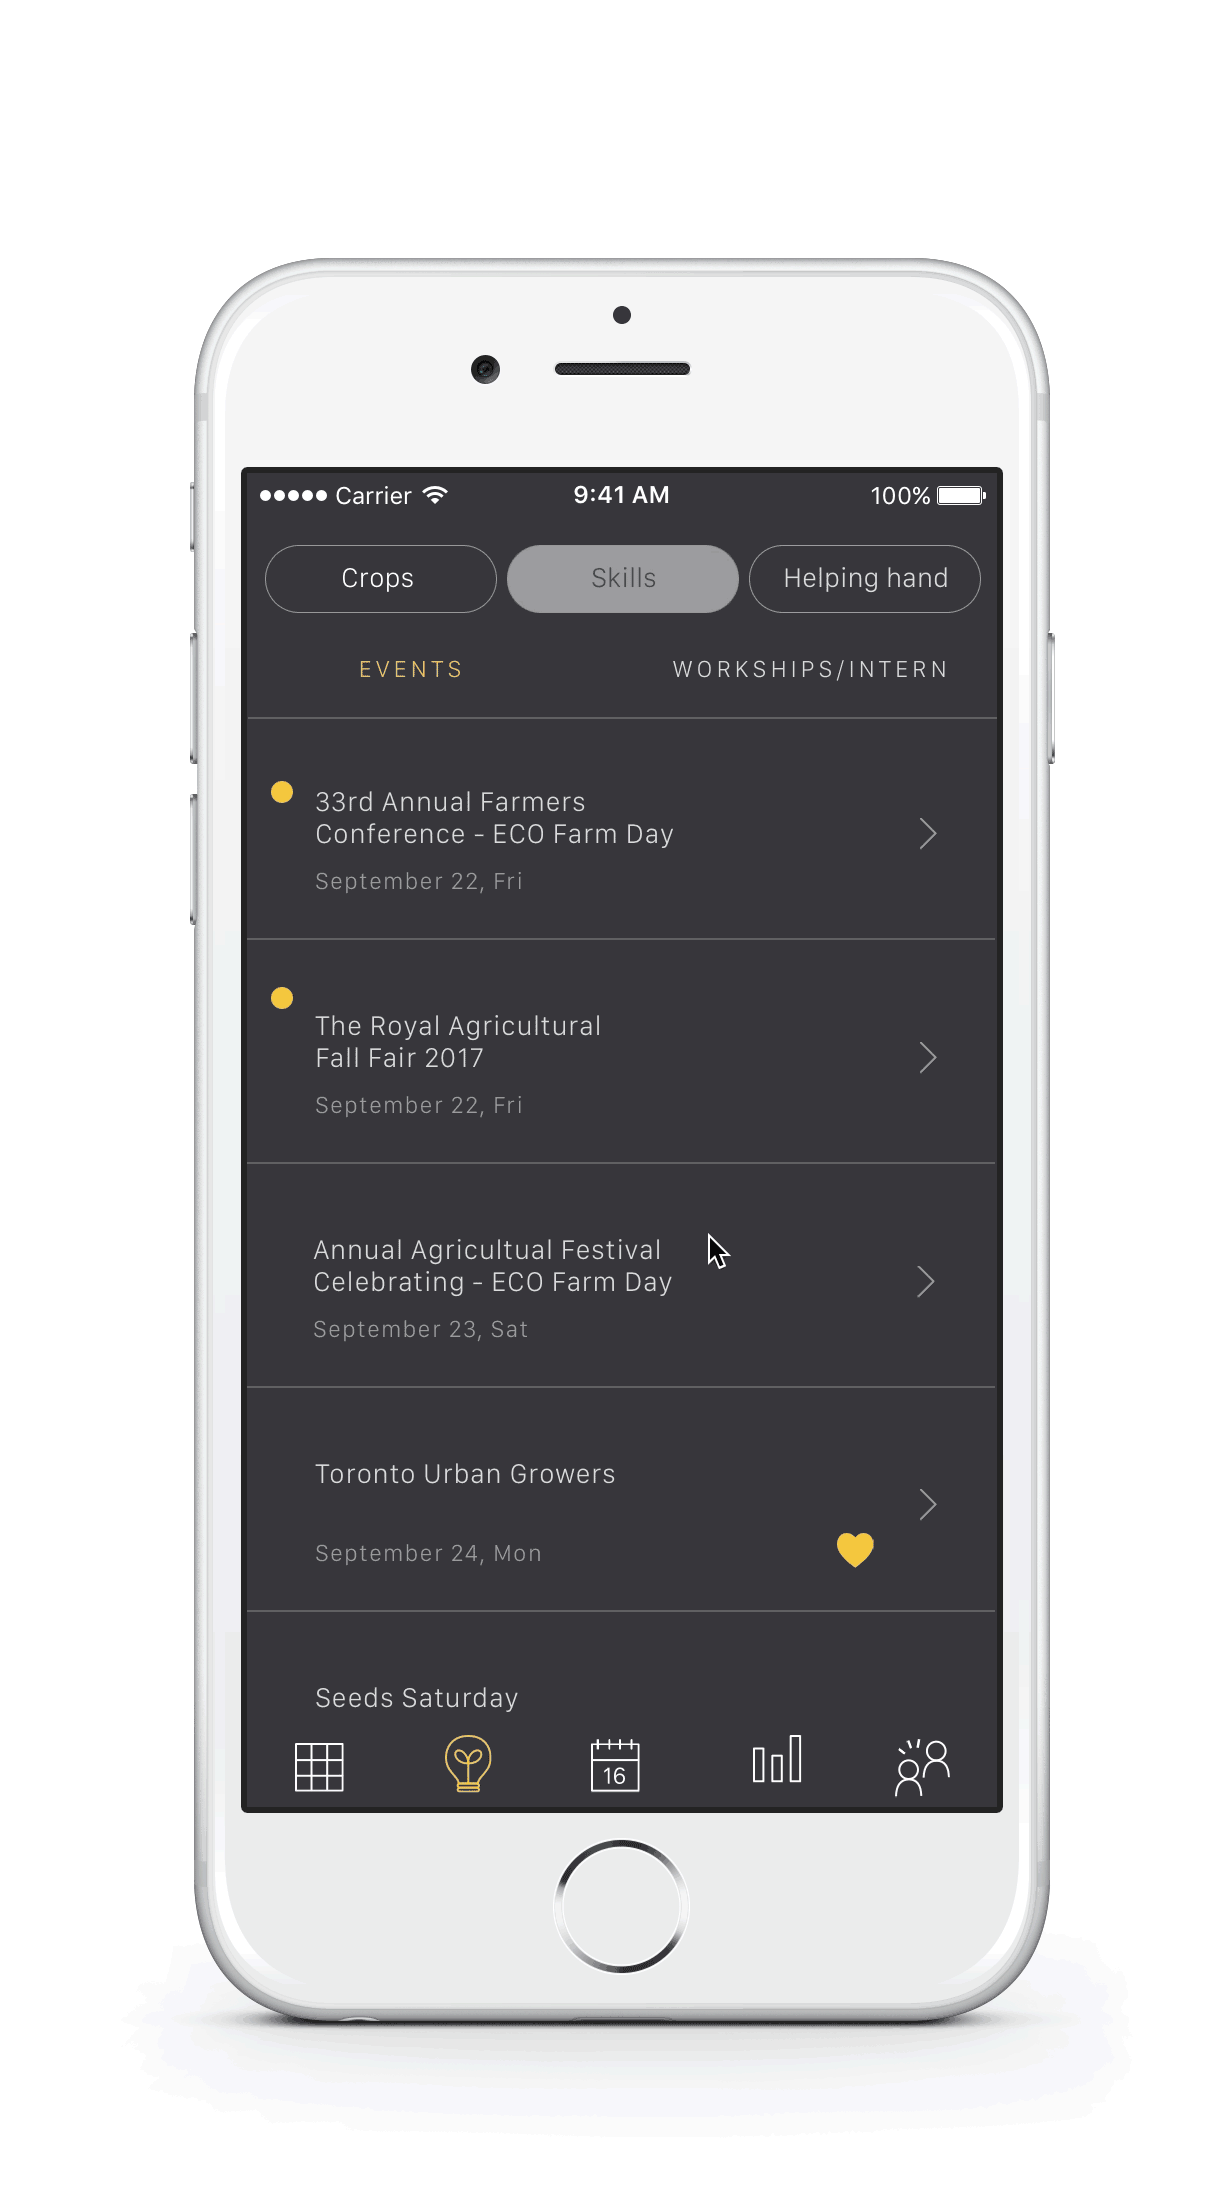 Carrier 9:41 AM 100%
Crops Skills Helping hand
EVENTS WORKSHIPS/INTERN
33rd Annual Farmers
Conference - ECO Farm Day
September 22, Fri
The Royal Agricultural
Fall Fair 2017
September 22, Fri
Annual Agricultual Festival
Celebrating - ECO Farm Day
September 23, Sat
Toronto Urban Growers
September 24, Mon
Seeds Saturday
16